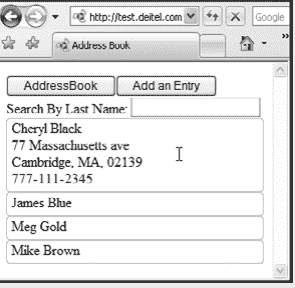 http://test.deitel.com
Google
Address Book
AddressBook
Add an Entry
Search By Last Name:
Cheryl Black
77 Massachusetts ave
Cambridge, MA, 02139
777-111-2345
James Blue
Meg Gold
Mike Brown